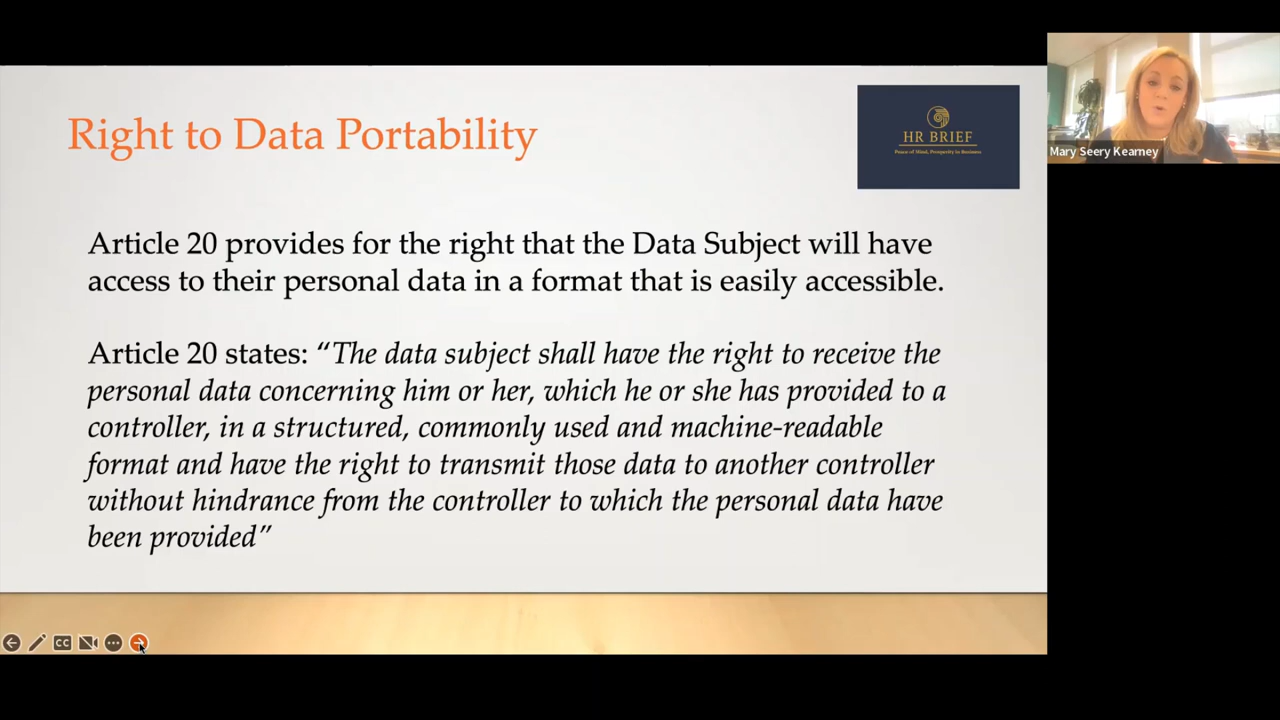 Right to Data Portability
HR BRIEF
Peace of Mind, Prosperity in Business
Mary Seery Kearney
Article 20 provides for the right that the Data Subject will have
access to their personal data in a format that is easily accessible.
Article 20 states: “The data subject shall have the right to receive the
personal data concerning him or her, which he or she has provided to a
controller, in a structured, commonly used and machine-readable
format and have the right to transmit those data to another controller
without hindrance from the controller to which the personal data have
been provided”
CC